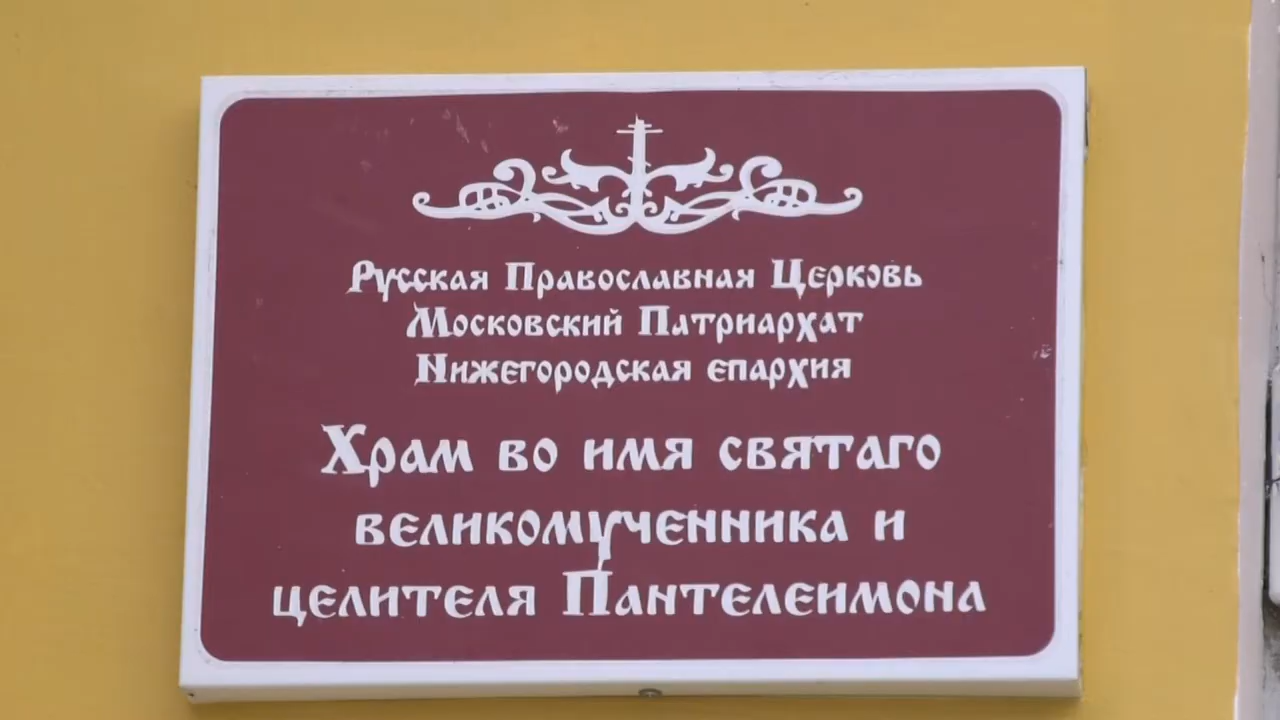 Русская Православная Церковь
Московский Патриархат
Нижегородская епархия
Храм во имя святаго
великомученника и
целителя Пантелеимона